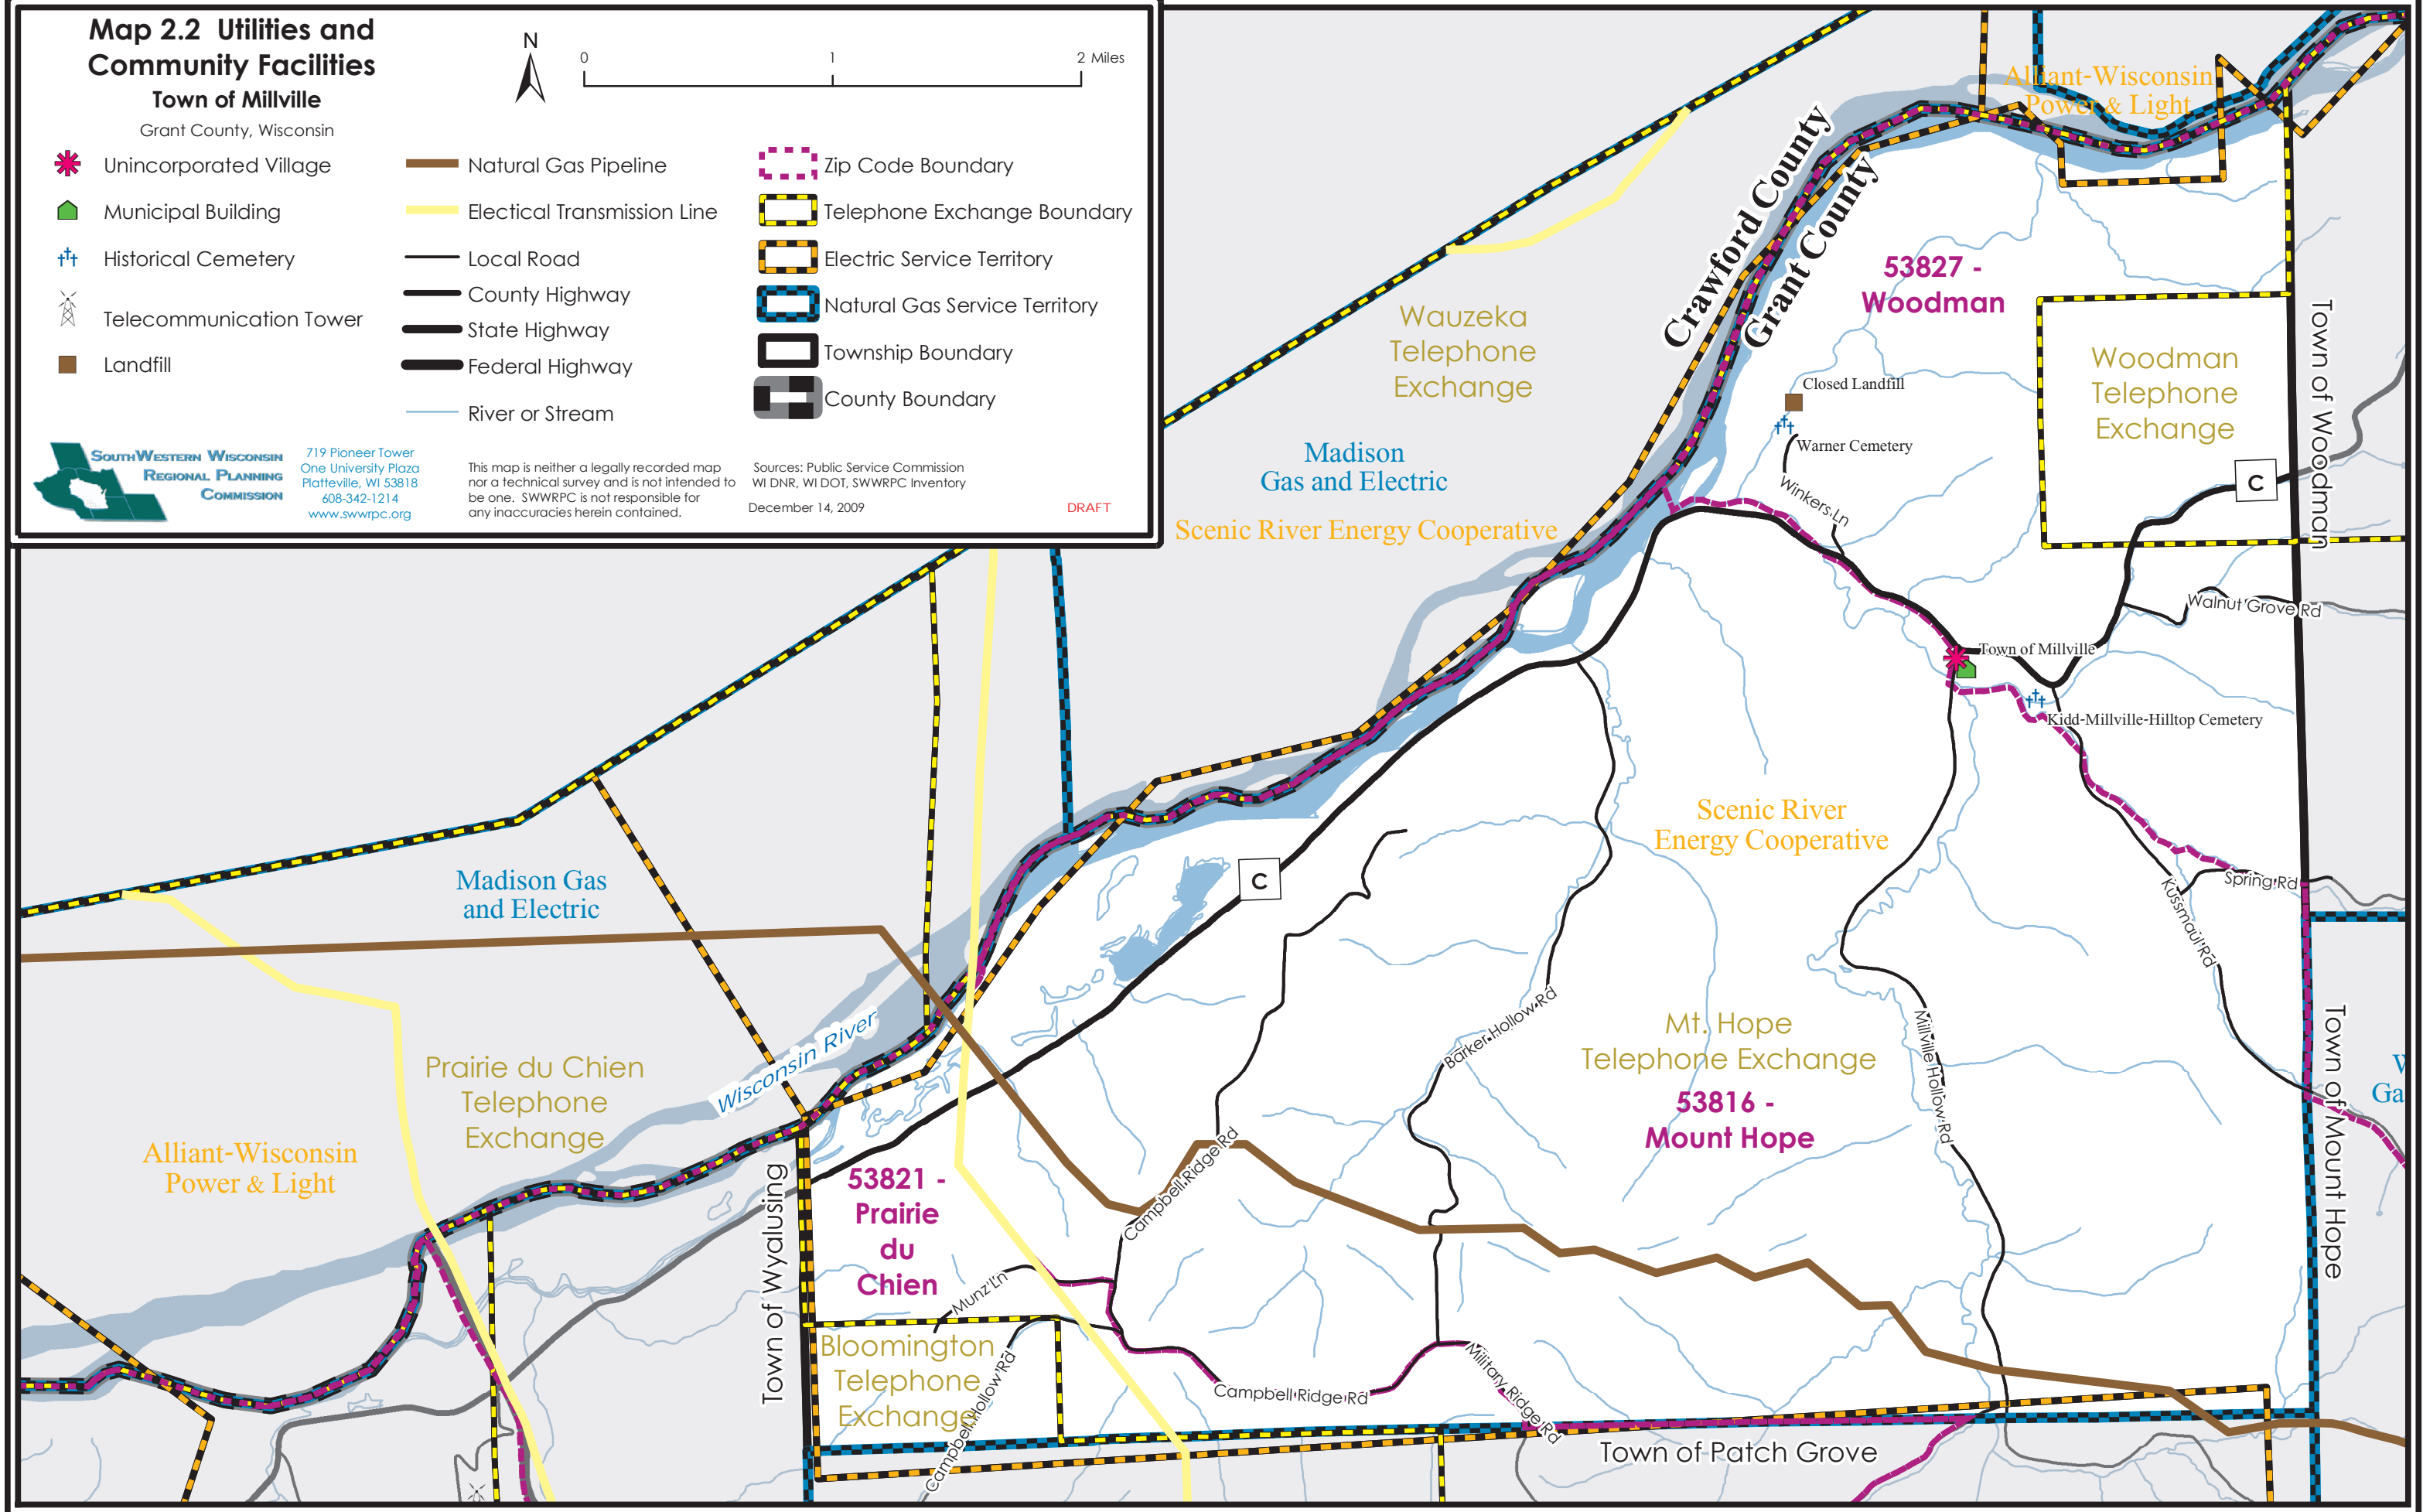 Map 2.2 Utilities and
Community Facilities
Town of Millville
Grant County, Wisconsin
N
0
1
2 Miles
Unincorporated Village
Municipal Building
Historical Cemetery
Telecommunication Tower
Landfill
Natural Gas Pipeline
Electical Transmission Line
Local Road
County Highway
State Highway
Federal Highway
River or Stream
Zip Code Boundary
Telephone Exchange Boundary
Electric Service Territory
Natural Gas Service Territory
Township Boundary
County Boundary
SouthWestern Wisconsin
Regional Planning
Commission
719 Pioneer Tower
One University Plaza
Platteville, WI 53818
608-342-1214
www.swwrpc.org
This map is neither a legally recorded map
nor a technical survey and is not intended to
be one. SWWRPC is not responsible for
any inaccuracies herein contained.
Sources: Public Service Commission
WI DNR, WI DOT, SWWRPC Inventory
December 14, 2009
DRAFT
Alliant-Wisconsin
Power & Light
Crawford County
Grant County
53827 -
Woodman
Wauzeka
Telephone
Exchange
Woodman
Telephone
Exchange
Town of Woodman
Closed Landfill
Warner Cemetery
Winkers Ln
Madison
Gas and Electric
Scenic River Energy Cooperative
C
Walnut Grove Rd
Town of Millville
Kidd-Millville-Hilltop Cemetery
Scenic River
Energy Cooperative
Spring Rd
Kussmaul Rd
C
Madison Gas
and Electric
Wisconsin River
Prairie du Chien
Telephone
Exchange
Alliant-Wisconsin
Power & Light
Barker Hollow Rd
Mt. Hope
Telephone Exchange
53816 -
Mount Hope
Millville Hollow Rd
Town of Mount Hope
W
Ga
Campbell Ridge Rd
53821 -
Prairie
du
Chien
Town of Wyalusing
Munz Ln
Bloomington
Telephone
Exchange
Campbell Hollow Rd
Campbell Ridge Rd
Military Ridge Rd
Town of Patch Grove